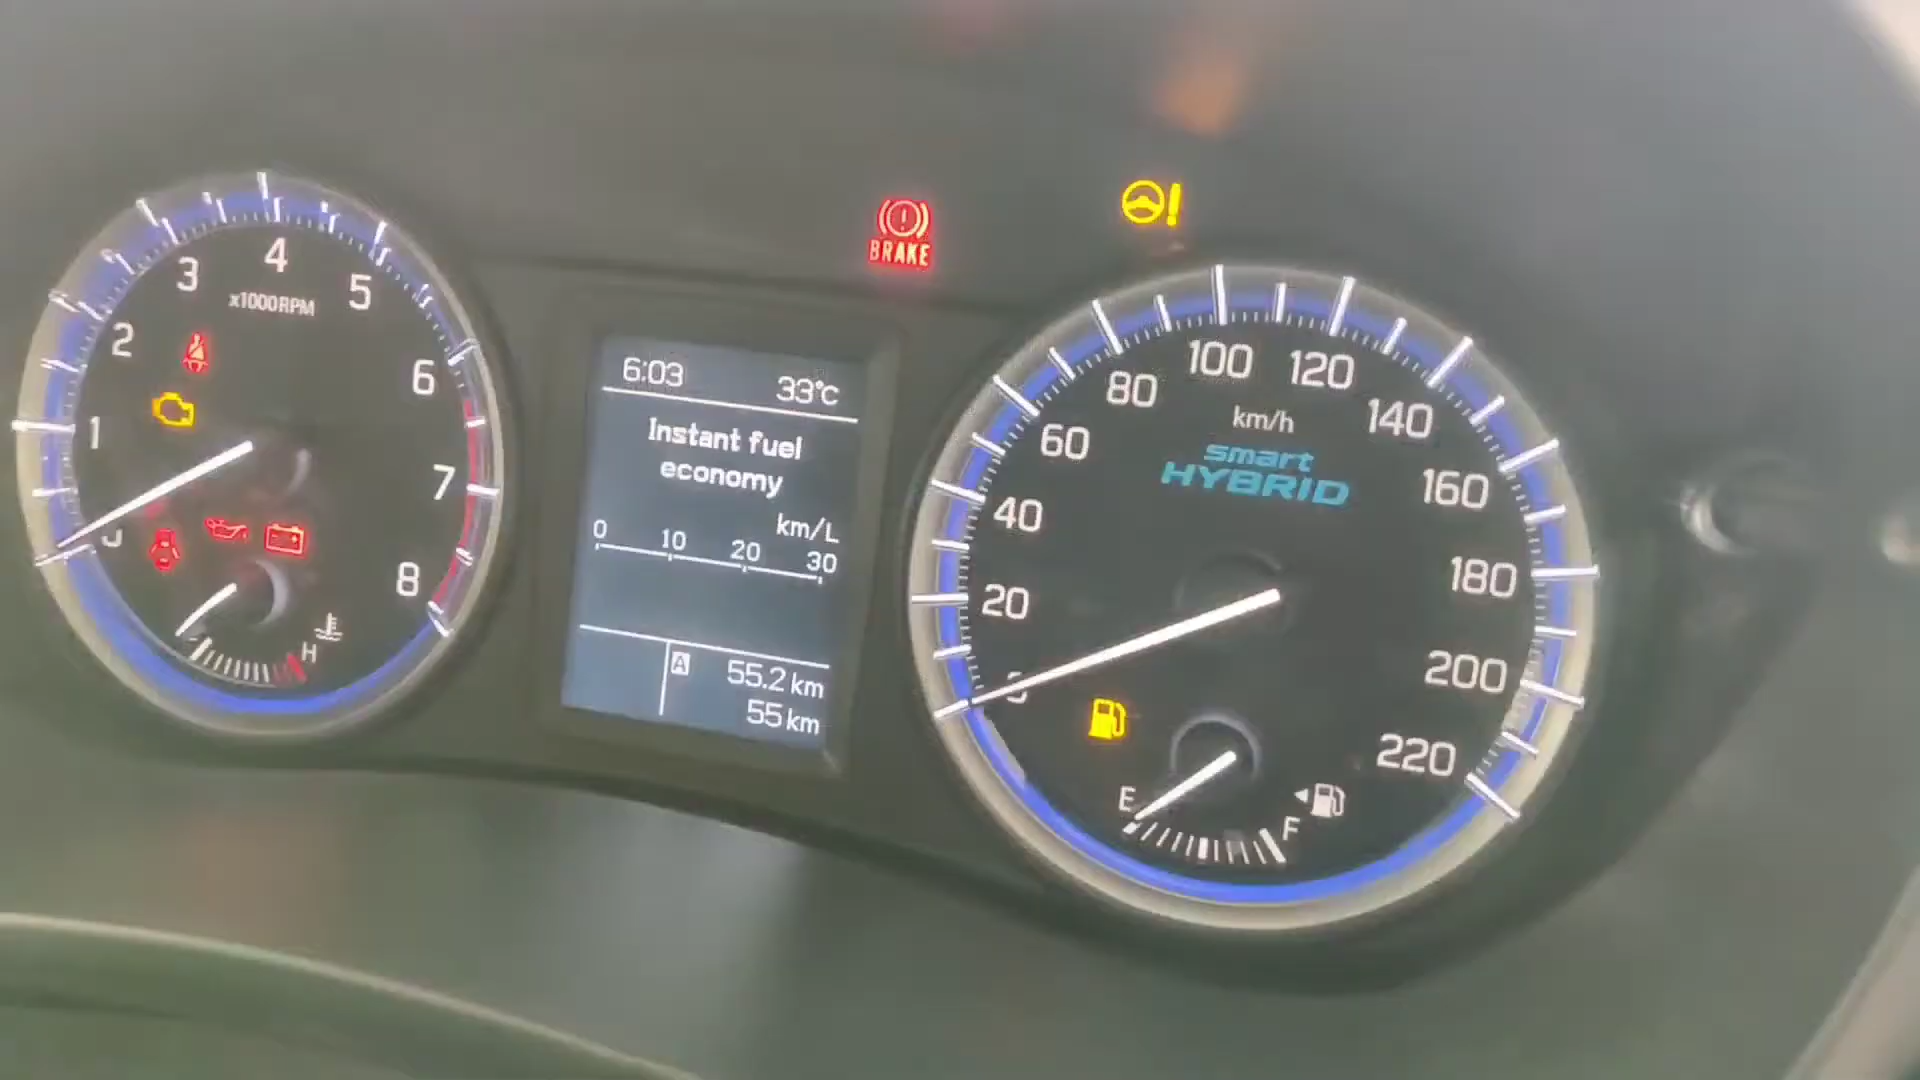 BRAKE
1
2
3
4
5
6
7
8
x1000RPM
H
6:03 33°C
Instant fuel
economy
km/L
0 10 20 30
A 55.2 km
55 km
20
40
60
80
100
120
140
160
180
200
220
km/h
smart
HYBRID
E
F